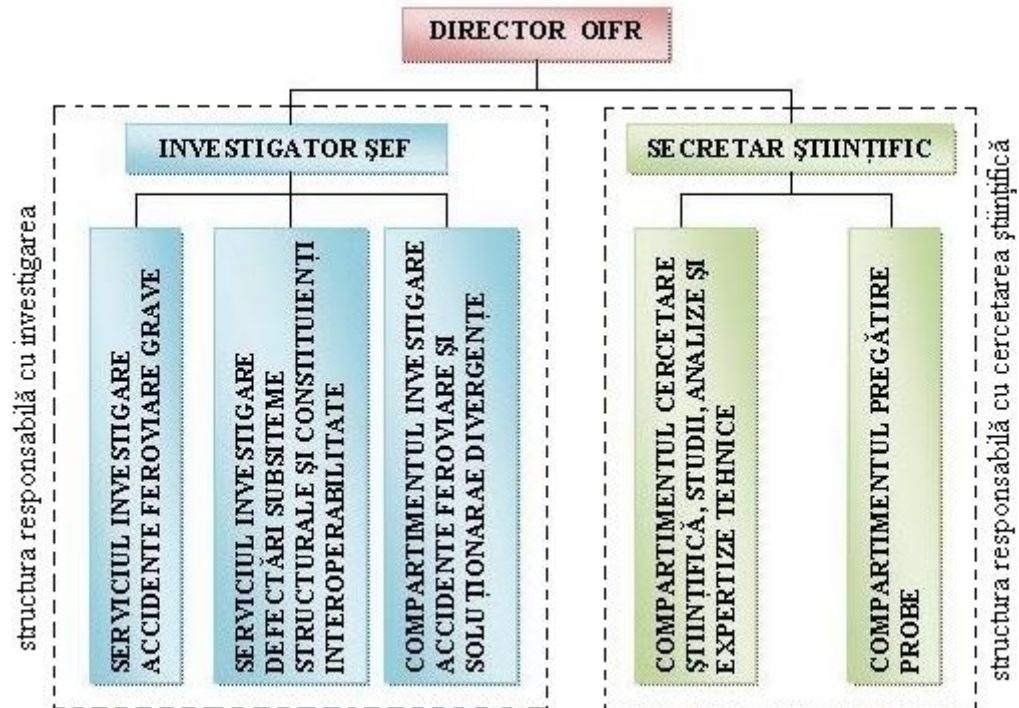 DIRECTOR OIFR
structura responsabilă cu investigarea
INVESTIGATOR ŞEF
SERVICIUL INVESTIGARE
ACCIDENTE FEROVIARE GRAVE
SERVICIUL INVESTIGARE
DEFECTĂRI SUBSITEME
STRUCTURALE ŞI CONSTITUIENŢI
INTEROPERABILITATE
COMPARTIMENTUL INVESTIGARE
ACCIDENTE FEROVIARE ŞI
SOLUŢIONARAE DIVERGENŢE
SECRETAR ŞTIINŢIFIC
COMPARTIMENTUL CERCETARE
ŞTIINŢIFICĂ, STUDII, ANALIZE ŞI
EXPERTIZE TEHNICE
COMPARTIMENTUL PREGĂTIRE
PROBE
structura responsabilă cu cercetarea ştiinţifică